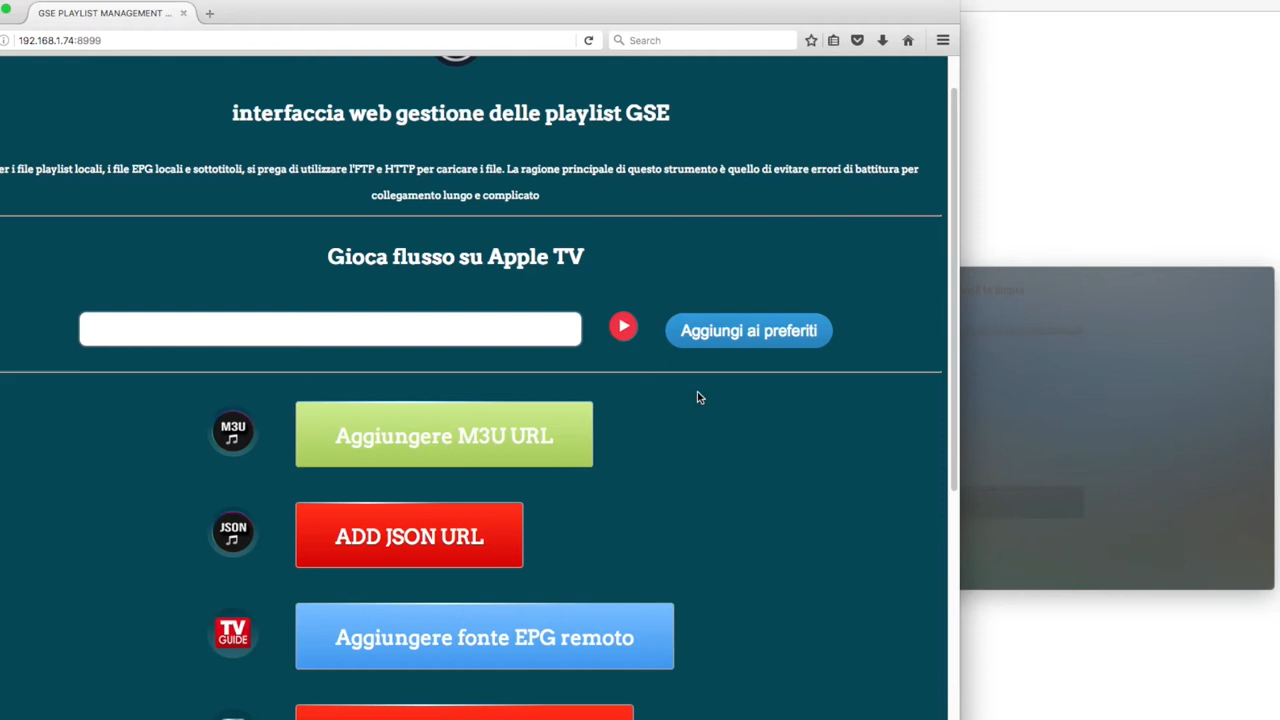 GSE PLAYLIST MANAGEMENT ...
192.168.1.74:8999
Search
interfaccia web gestione delle playlist GSE
er i file playlist locali, i file EPG locali e sottotitoli, si prega di utilizzare l'FTP e HTTP per caricare i file. La ragione principale di questo strumento è quello di evitare errori di battitura per
collegamento lungo e complicato
Gioca flusso su Apple TV
Aggiungi ai preferiti
M3U
Aggiungere M3U URL
JSON
ADD JSON URL
TV
GUIDE
Aggiungere fonte EPG remoto